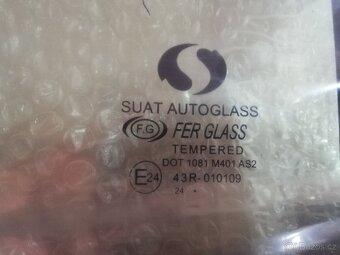 SUAT AUTOGLASS
F.G FER GLASS
TEMPERED
DOT 1081 M401 AS2
E24 43R-010109
24 •